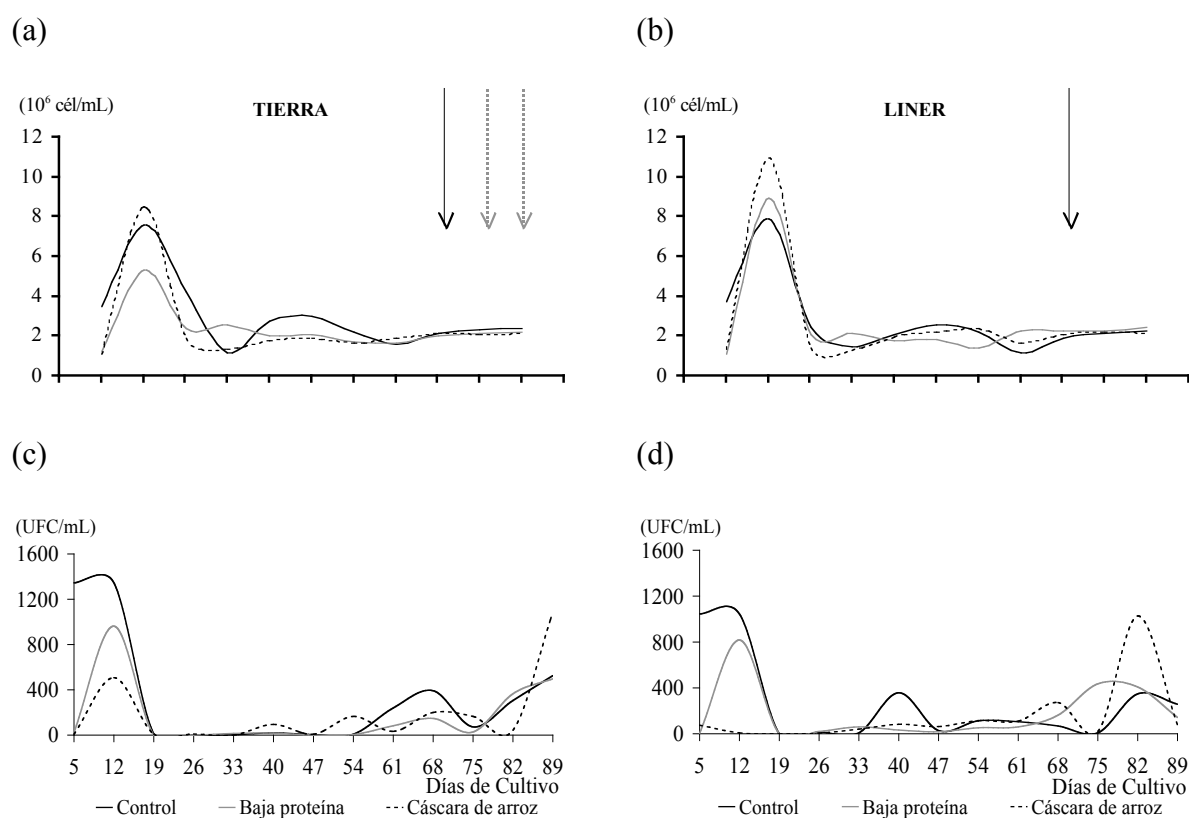 (a)
(b)
(10⁶ cél/mL)
TIERRA
(10⁶ cél/mL)
LINER
12
10
8
6
4
2
0
12
10
8
6
4
2
0
(c)
(d)
(UFC/mL)
(UFC/mL)
1600
1200
800
400
0
1600
1200
800
400
0
5 12 19 26 33 40 47 54 61 68 75 82 89
5 12 19 26 33 40 47 54 61 68 75 82 89
Días de Cultivo
Días de Cultivo
Control Baja proteína Cáscara de arroz
Control Baja proteína Cáscara de arroz